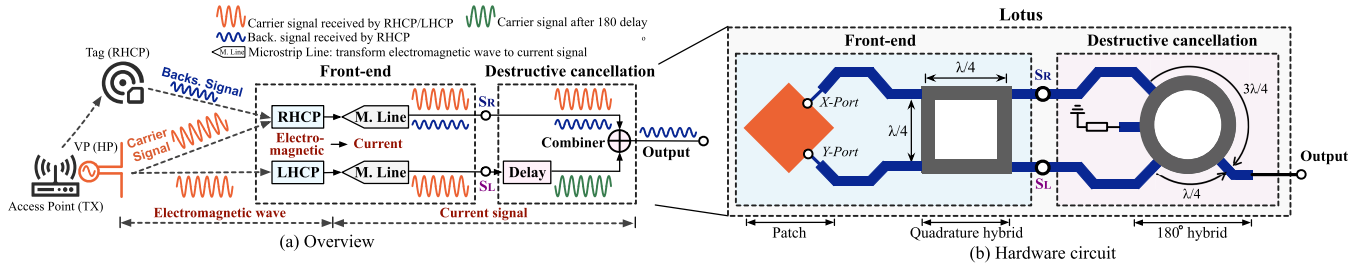 Carrier signal received by RHCP/LHCP
Carrier signal after 180 delay
o
Back. signal received by RHCP
M. Line
Microstrip Line: transform electromagnetic wave to current signal
Tag (RHCP)
Backs. Signal
Carrier
Signal
VP (HP)
Access Point (TX)
Front-end
Destructive cancellation
RHCP
M. Line
SR
Electro-
magnetic
Current
Combiner
Output
LHCP
M. Line
SL
Delay
Electromagnetic wave
Current signal
(a) Overview
Lotus
Front-end
Destructive cancellation
λ/4
SR
3λ/4
X-Port
λ/4
Y-Port
SL
λ/4
Output
Patch
Quadrature hybrid
180° hybrid
(b) Hardware circuit